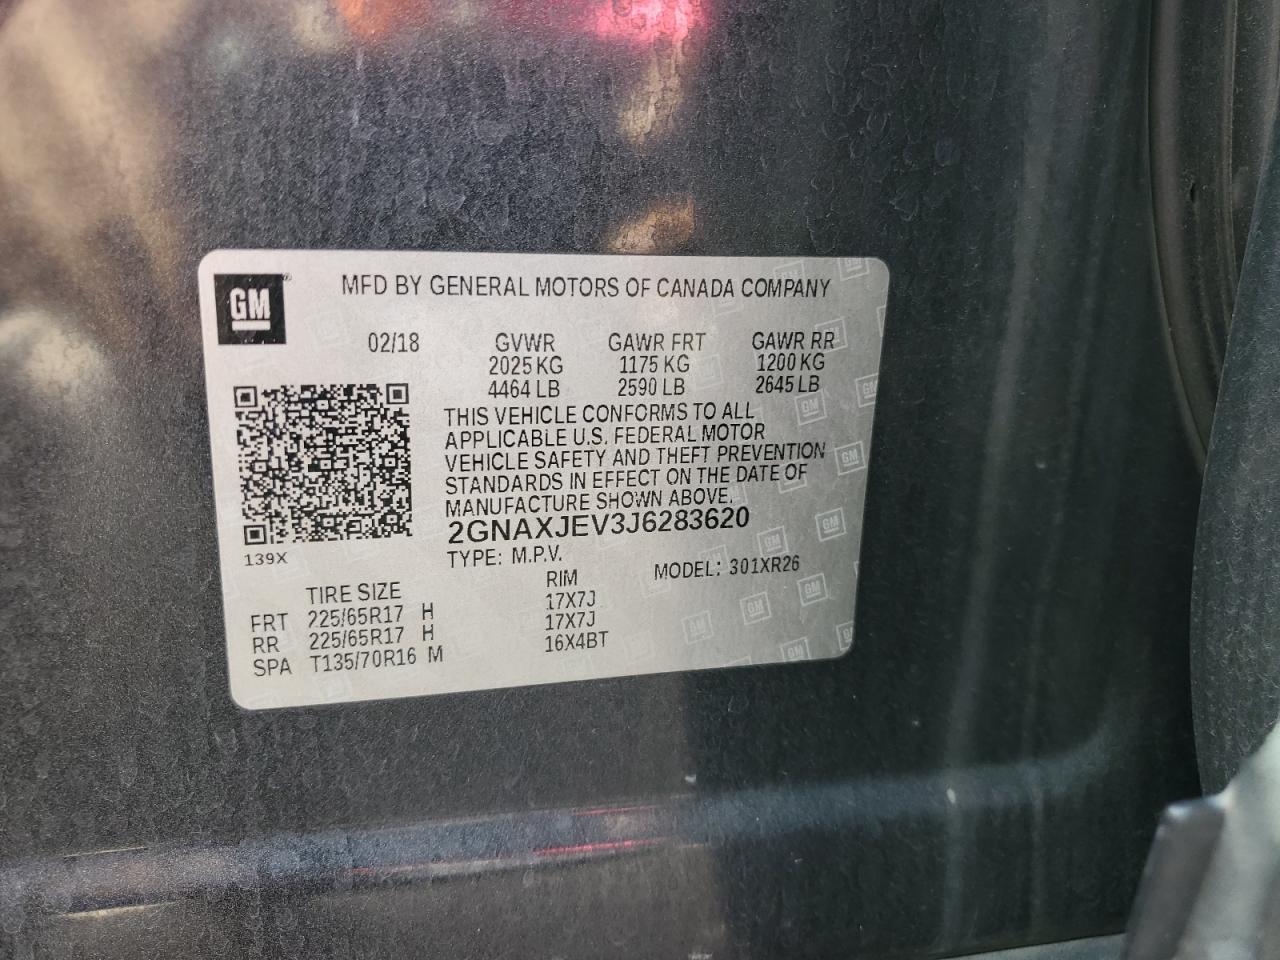 GM
MFD BY GENERAL MOTORS OF CANADA COMPANY
02/18 GVWR GAWR FRT GAWR RR
2025 KG 1175 KG 1200 KG
4464 LB 2590 LB 2645 LB
THIS VEHICLE CONFORMS TO ALL
APPLICABLE U.S. FEDERAL MOTOR
VEHICLE SAFETY AND THEFT PREVENTION
STANDARDS IN EFFECT ON THE DATE OF
MANUFACTURE SHOWN ABOVE.
2GNAXJEV3J6283620
139X
TYPE: M.P.V. MODEL: 301XR26
TIRE SIZE RIM
FRT 225/65R17 H 17X7J
RR 225/65R17 H 17X7J
SPA T135/70R16 M 16X4BT